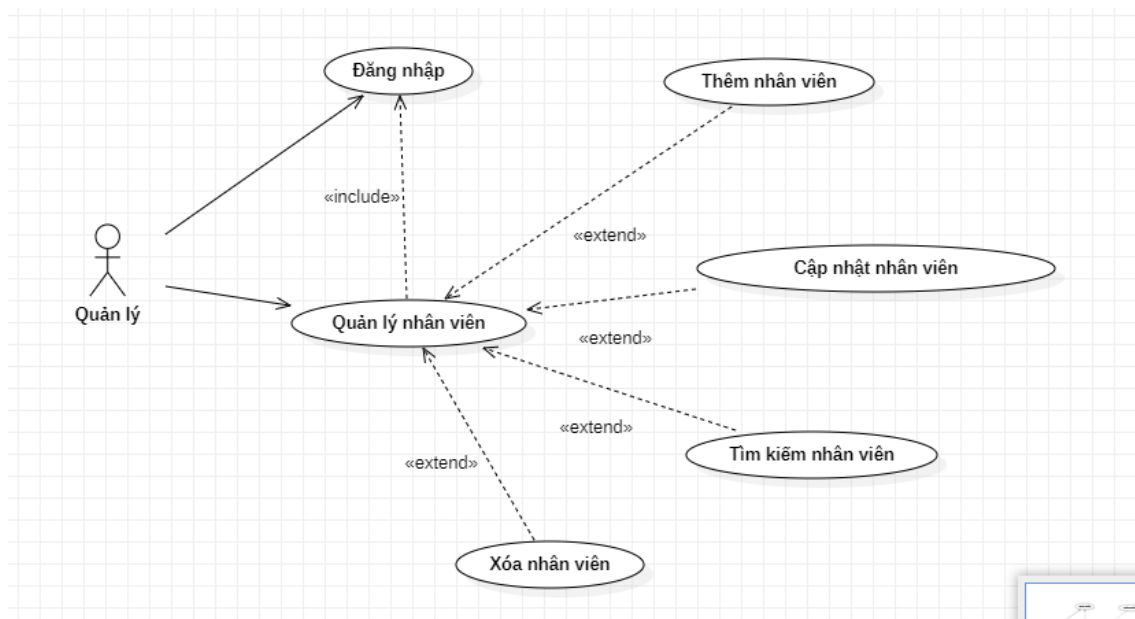 Đăng nhập
Thêm nhân viên
«include»
«extend»
Cập nhật nhân viên
Quản lý
Quản lý nhân viên
«extend»
«extend»
Tìm kiếm nhân viên
«extend»
Xóa nhân viên